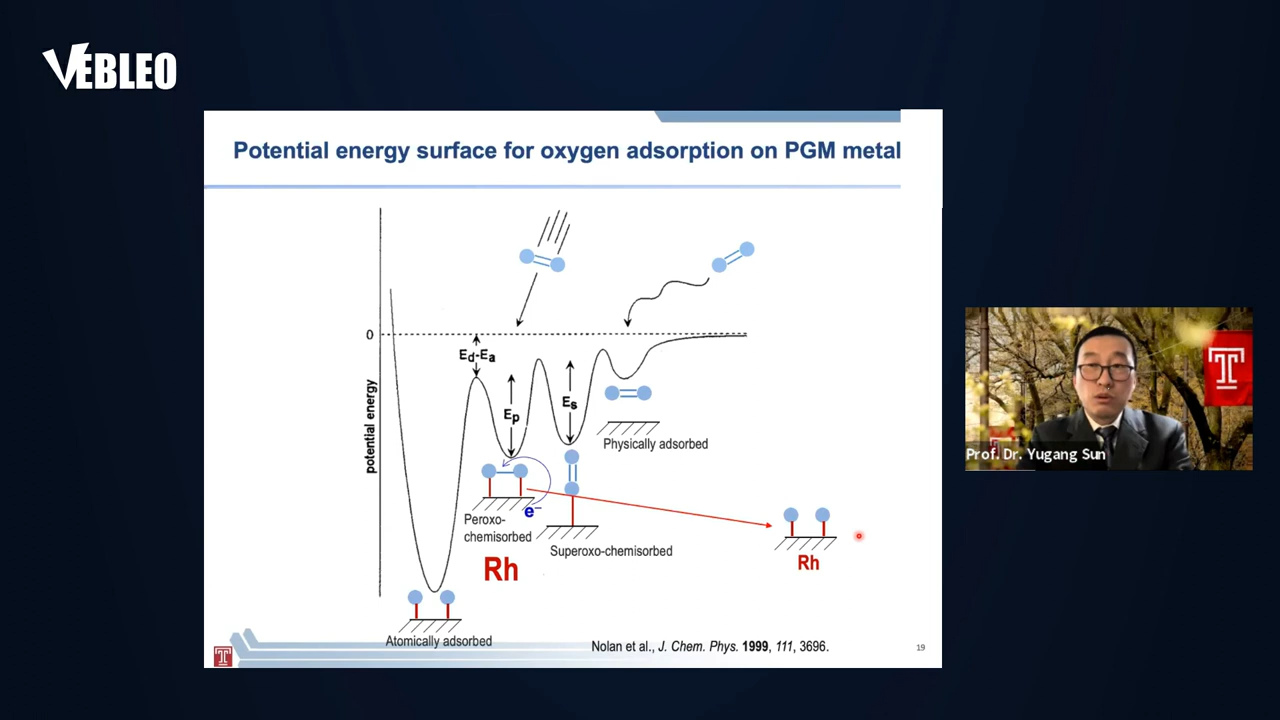 VEBLEO
Potential energy surface for oxygen adsorption on PGM metal
0
potential energy
Ed-Ea
Ep
Es
Physically adsorbed
e–
Peroxo-
chemisorbed
Superoxo-chemisorbed
Rh
Rh
Atomically adsorbed
Nolan et al., J. Chem. Phys. 1999, 111, 3696.
19
T
T
Prof. Dr. Yugang Sun